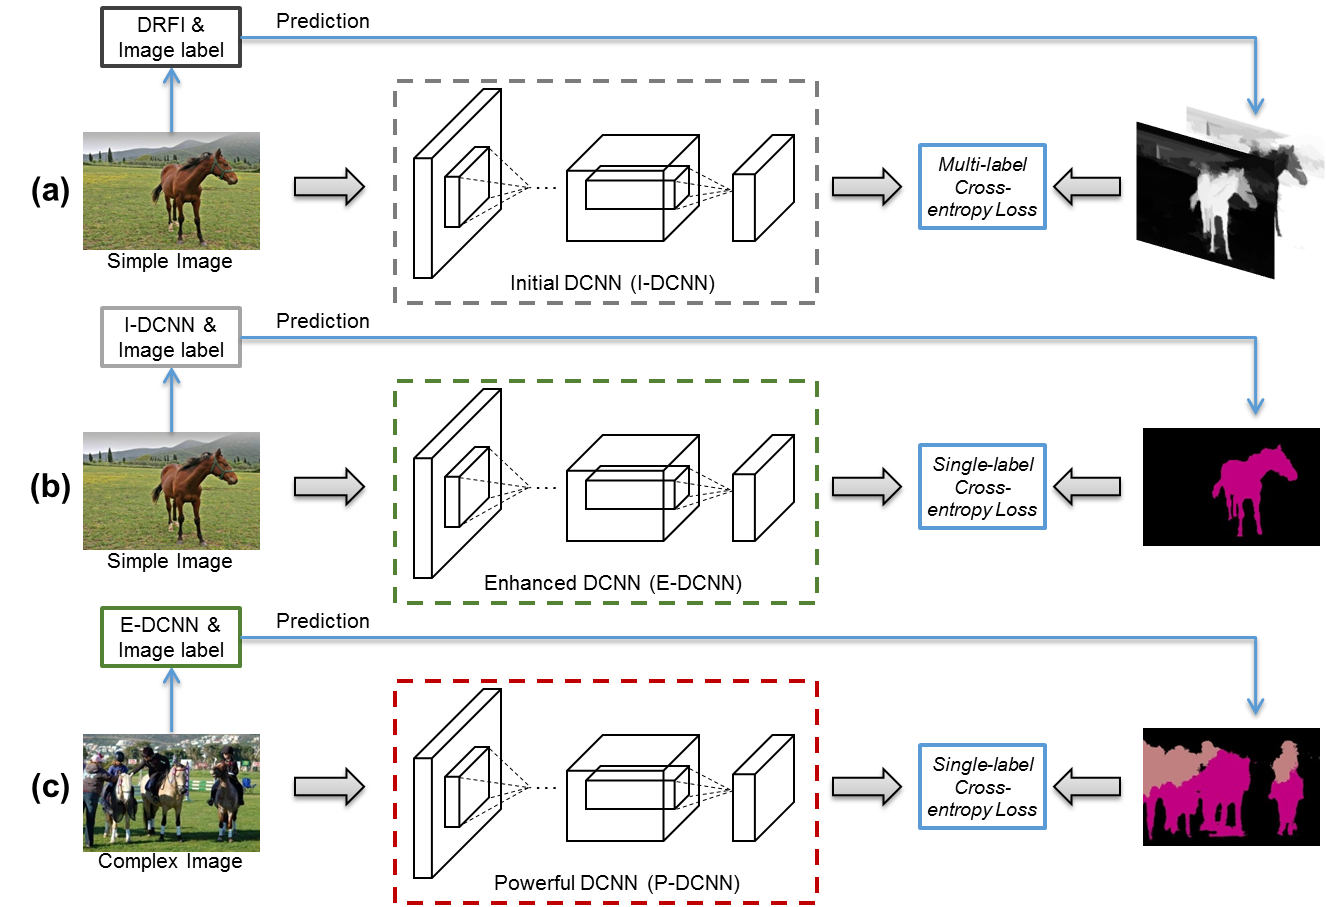 DRFI &
Image label
Prediction
(a)
Simple Image
Initial DCNN (I-DCNN)
Multi-label
Cross-
entropy Loss
I-DCNN &
Image label
Prediction
(b)
Simple Image
Enhanced DCNN (E-DCNN)
Single-label
Cross-
entropy Loss
E-DCNN &
Image label
Prediction
(c)
Complex Image
Powerful DCNN (P-DCNN)
Single-label
Cross-
entropy Loss